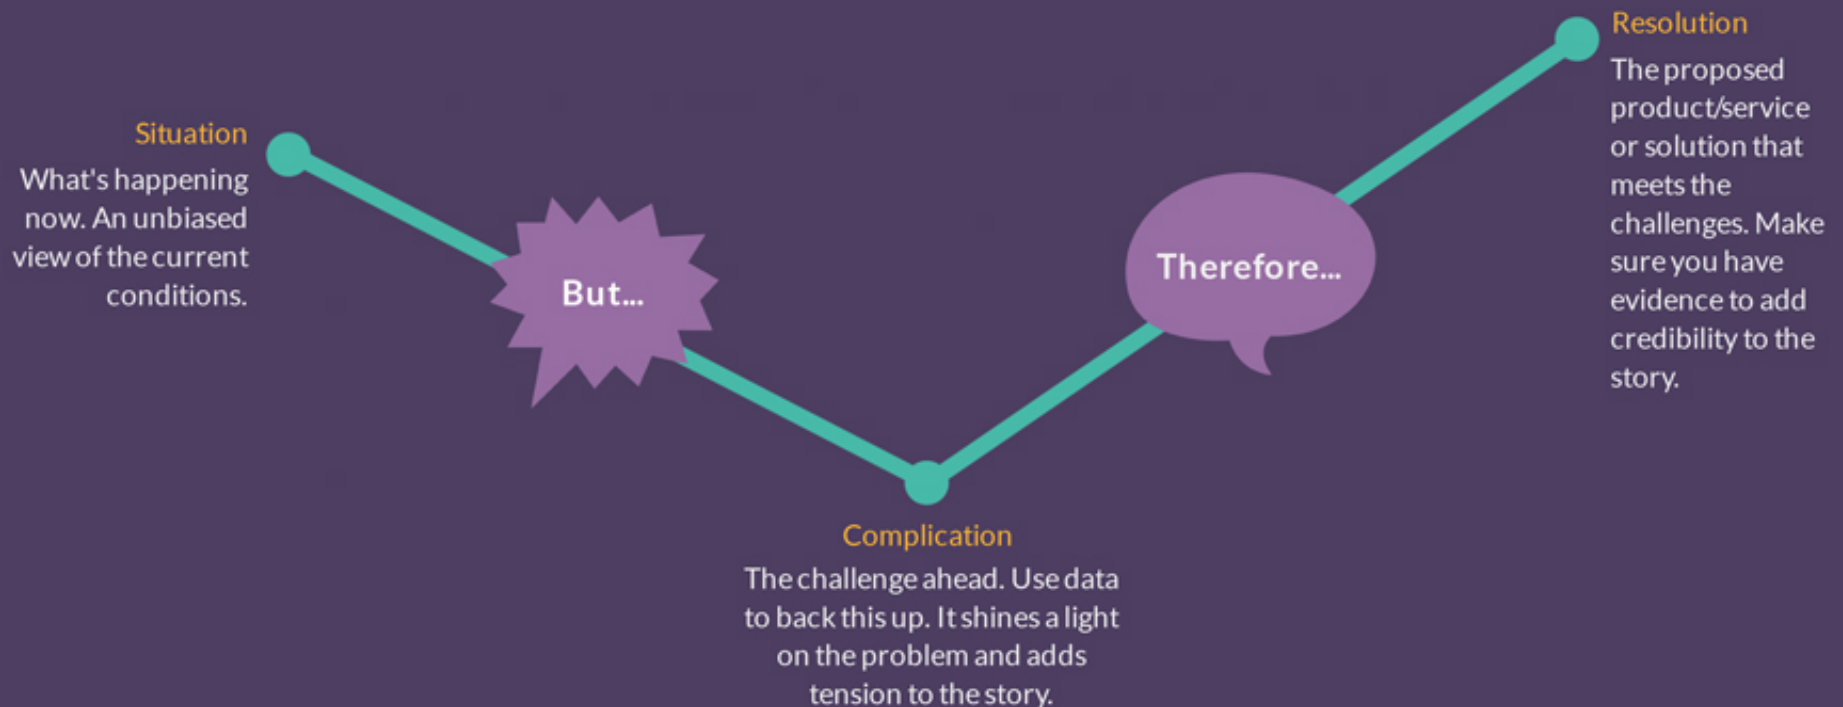 Situation
What's happening
now. An unbiased
view of the current
conditions.
But...
Complication
The challenge ahead. Use data
to back this up. It shines a light
on the problem and adds
tension to the story.
Therefore...
Resolution
The proposed
product/service
or solution that
meets the
challenges. Make
sure you have
evidence to add
credibility to the
story.